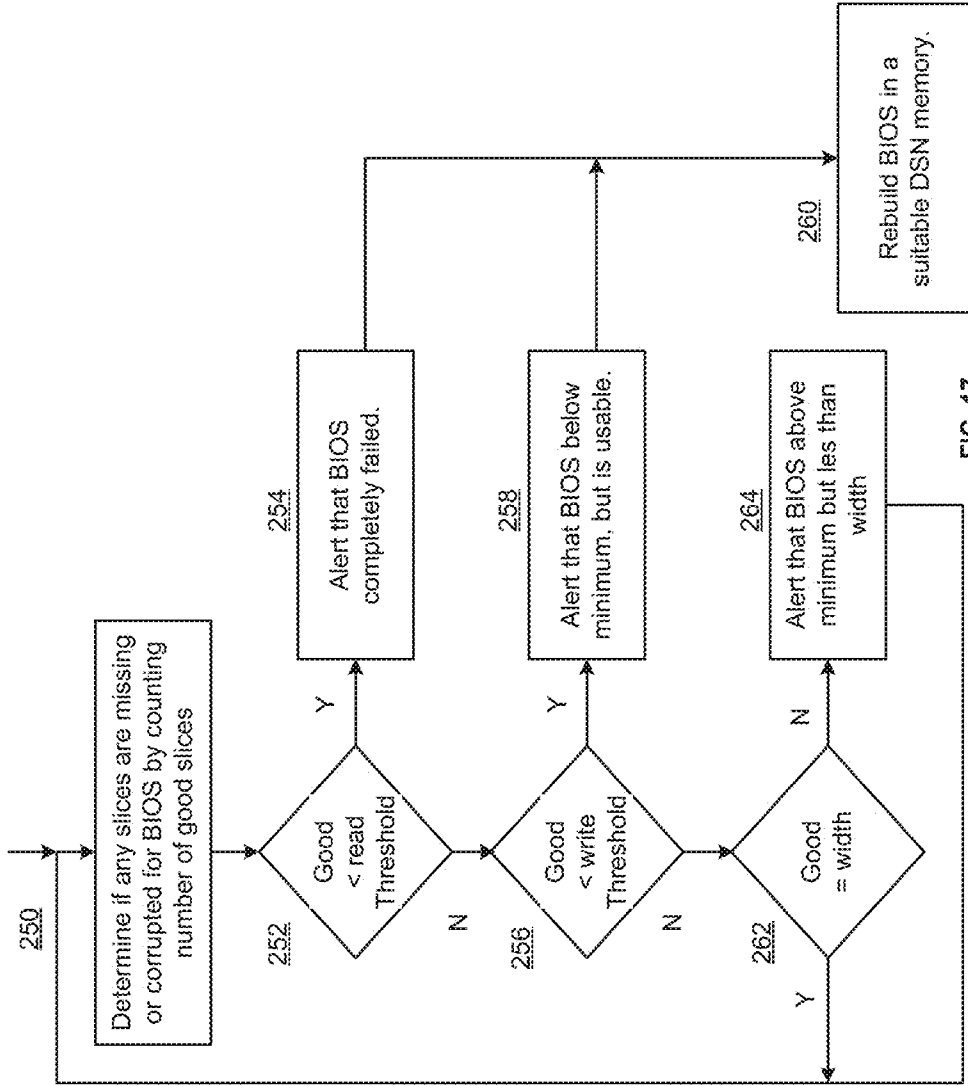 250
Determine if any slices are missing
or corrupted for BIOS by counting
number of good slices
252
Good
< read
Threshold
Y
N
254
Alert that BIOS
completely failed.
256
Good
< write
Threshold
Y
N
258
Alert that BIOS below
minimum, but is usable.
262
Good
= width
Y
N
264
Alert that BIOS above
minimum but les than
width
260
Rebuild BIOS in a
suitable DSN memory.